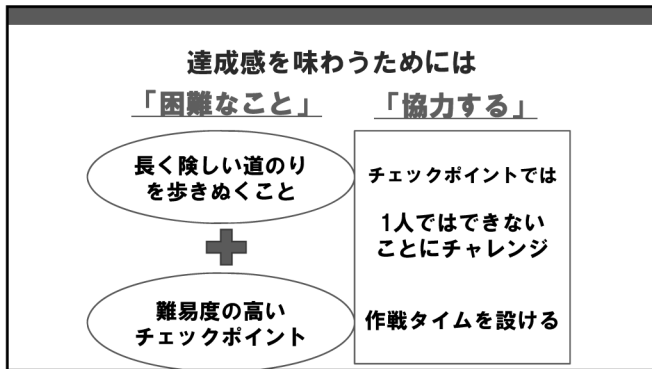 達成感を味わうためには
「困難なこと」
「協力する」
長く険しい道のり
を歩きぬくこと
難易度の高い
チェックポイント
チェックポイントでは
1人ではできない
ことにチャレンジ
作戦タイムを設ける